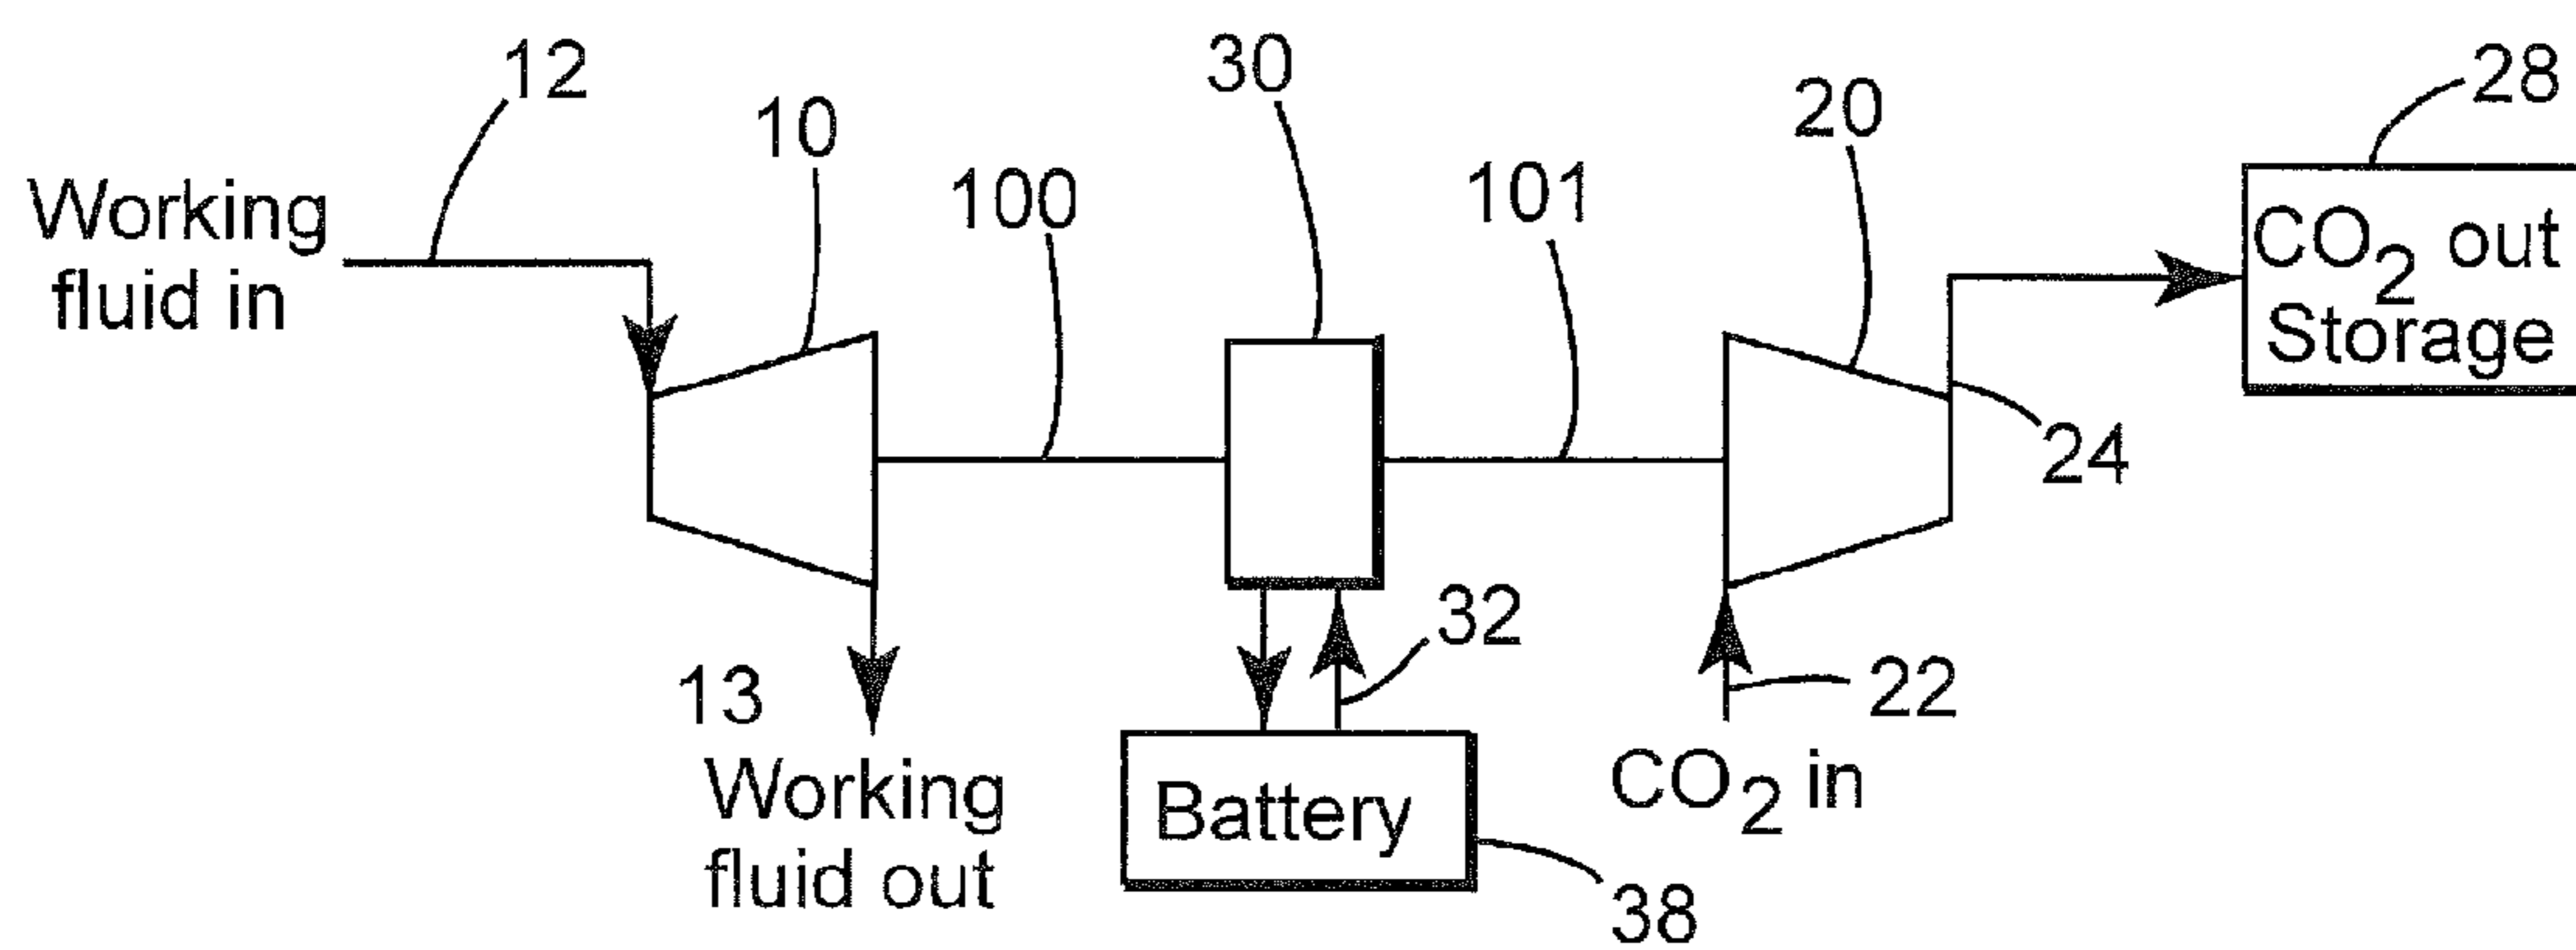 12
10
30
20
28
100
101
Working
fluid in
CO2 out
Storage
24
32
13
22
Working
fluid out
Battery
CO2 in
38